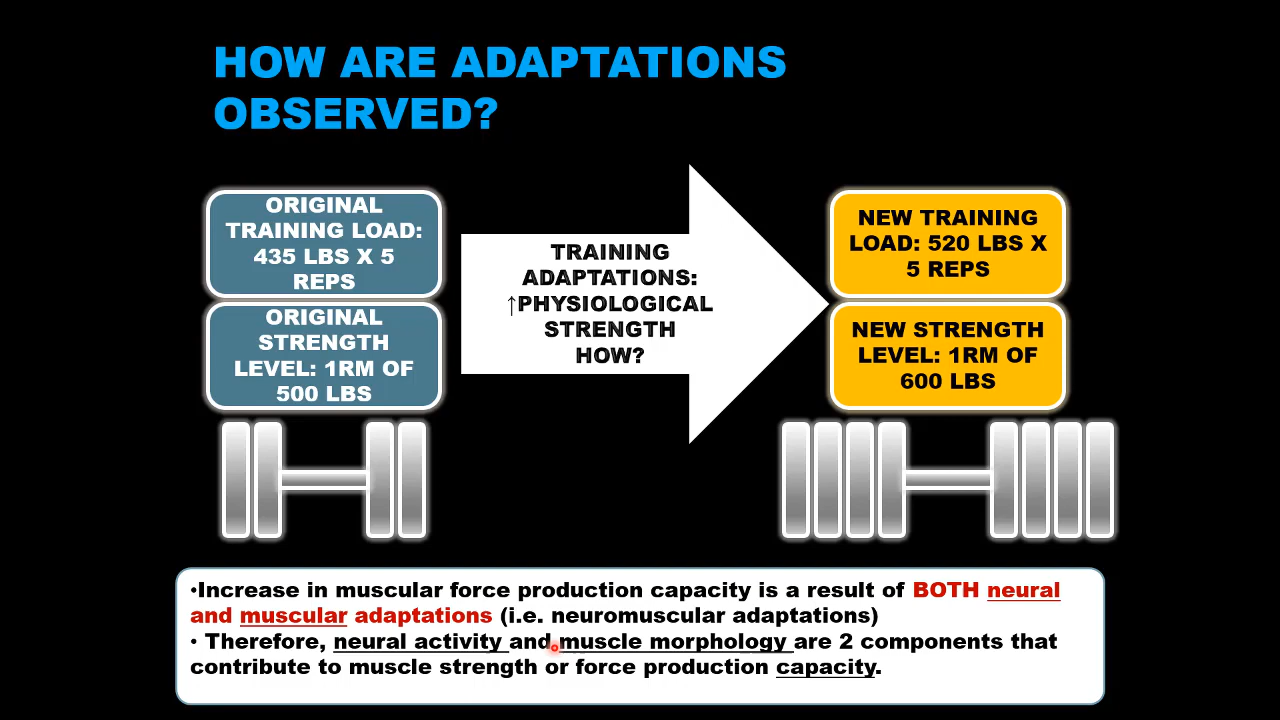 HOW ARE ADAPTATIONS
OBSERVED?
ORIGINAL
TRAINING LOAD:
435 LBS X 5
REPS
ORIGINAL
STRENGTH
LEVEL: 1RM OF
500 LBS
TRAINING
ADAPTATIONS:
↑PHYSIOLOGICAL
STRENGTH
HOW?
NEW TRAINING
LOAD: 520 LBS X
5 REPS
NEW STRENGTH
LEVEL: 1RM OF
600 LBS
•Increase in muscular force production capacity is a result of BOTH neural
and muscular adaptations (i.e. neuromuscular adaptations)
• Therefore, neural activity and muscle morphology are 2 components that
contribute to muscle strength or force production capacity.